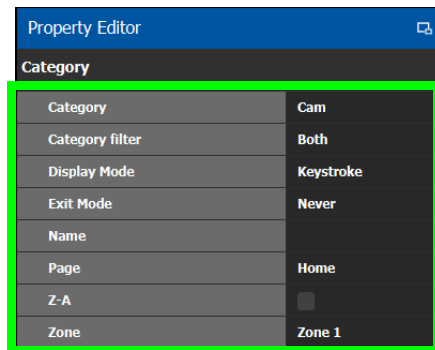 Property Editor
Category
Category Cam
Category filter Both
Display Mode Keystroke
Exit Mode Never
Name
Page Home
Z-A
Zone Zone 1